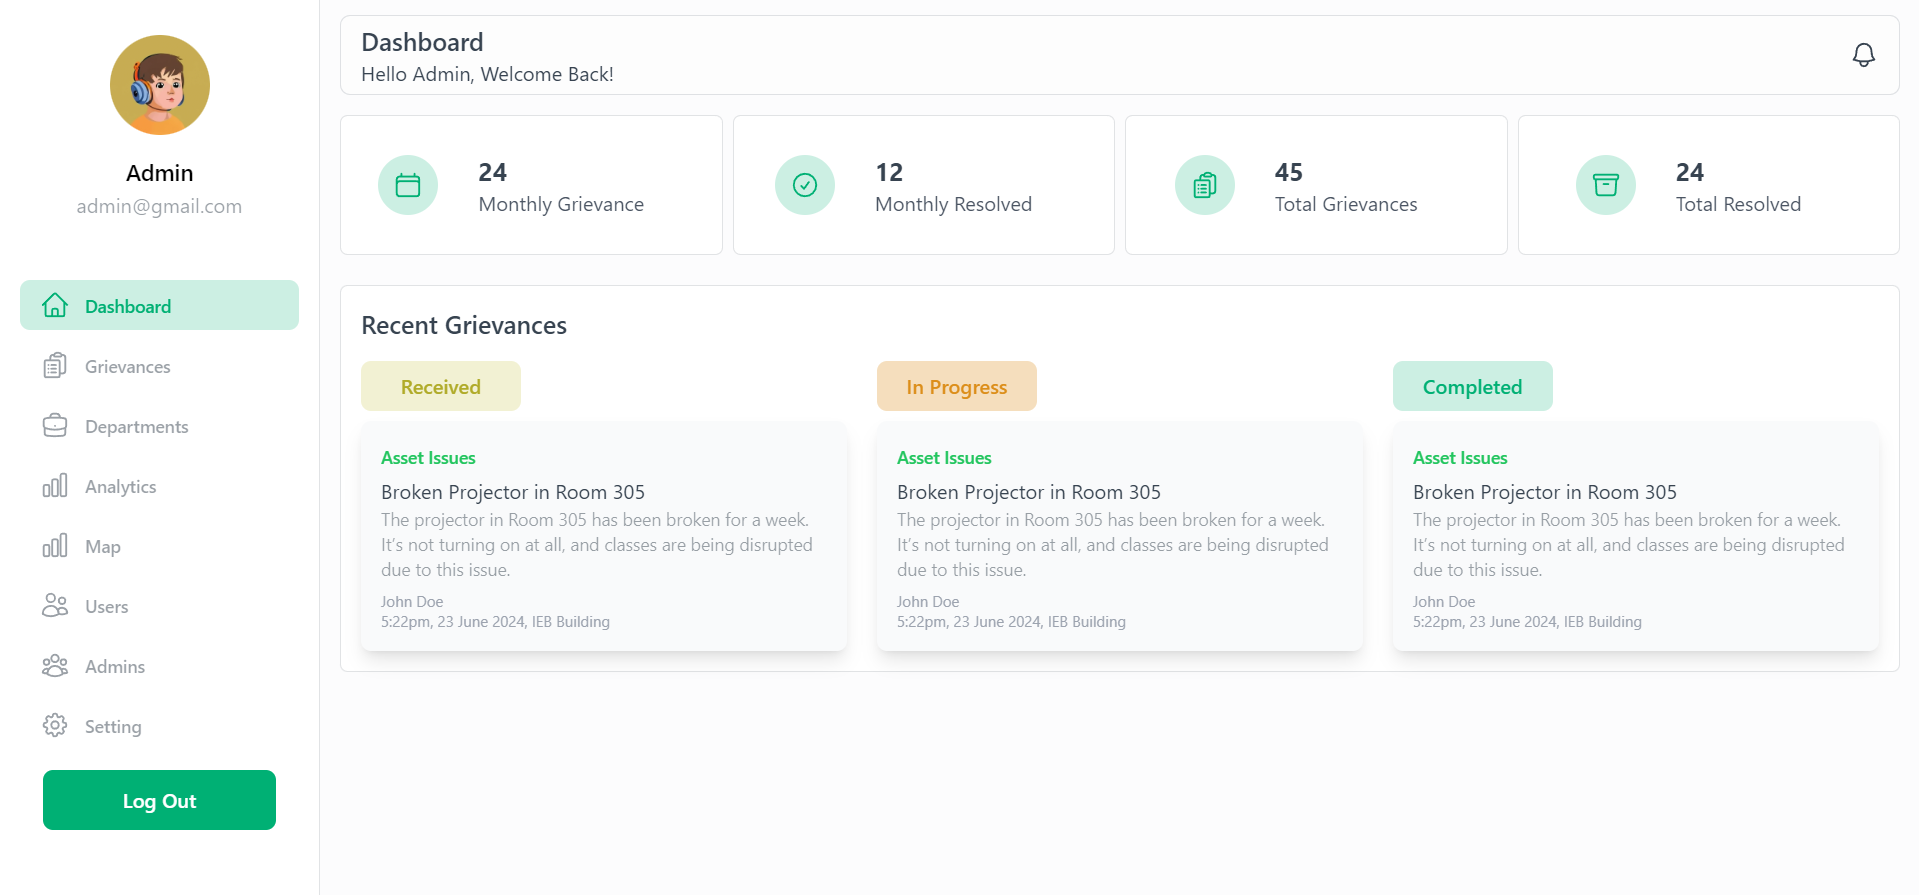 Admin
admin@gmail.com
Dashboard
Grievances
Departments
Analytics
Map
Users
Admins
Setting
Log Out
Dashboard
Hello Admin, Welcome Back!
24
Monthly Grievance
12
Monthly Resolved
45
Total Grievances
24
Total Resolved
Recent Grievances
Received
Asset Issues
Broken Projector in Room 305
The projector in Room 305 has been broken for a week.
It's not turning on at all, and classes are being disrupted
due to this issue.
John Doe
5:22pm, 23 June 2024, IEB Building
In Progress
Asset Issues
Broken Projector in Room 305
The projector in Room 305 has been broken for a week.
It's not turning on at all, and classes are being disrupted
due to this issue.
John Doe
5:22pm, 23 June 2024, IEB Building
Completed
Asset Issues
Broken Projector in Room 305
The projector in Room 305 has been broken for a week.
It's not turning on at all, and classes are being disrupted
due to this issue.
John Doe
5:22pm, 23 June 2024, IEB Building